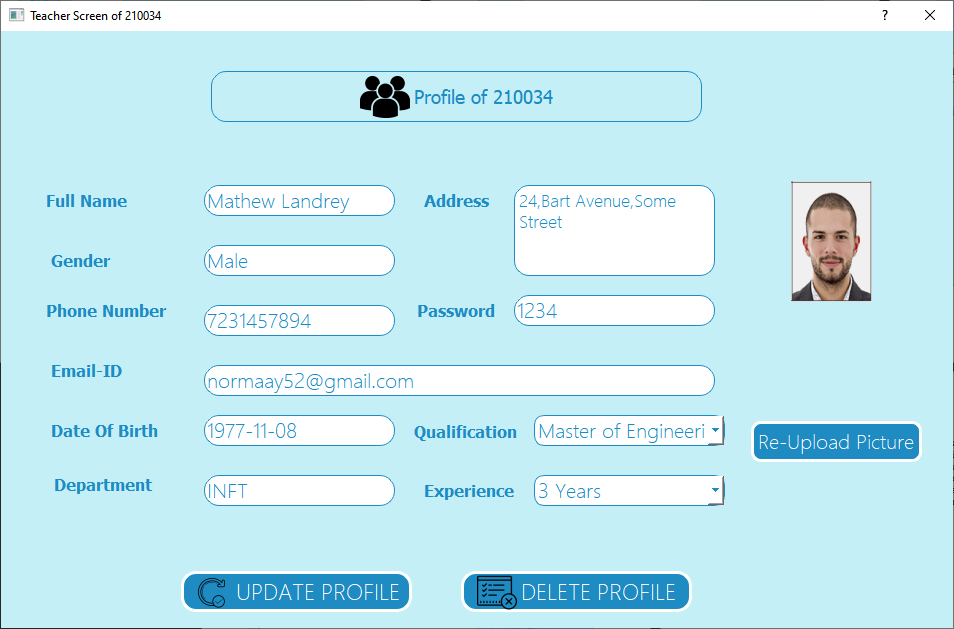 Teacher Screen of 210034
?
Profile of 210034
Full Name
Mathew Landrey
Address
24,Bart Avenue,Some
Street
Gender
Male
Phone Number
7231457894
Password
1234
Email-ID
normaay52@gmail.com
Date Of Birth
1977-11-08
Qualification
Master of Engineeri
Re-Upload Picture
Department
INFT
Experience
3 Years
UPDATE PROFILE
DELETE PROFILE